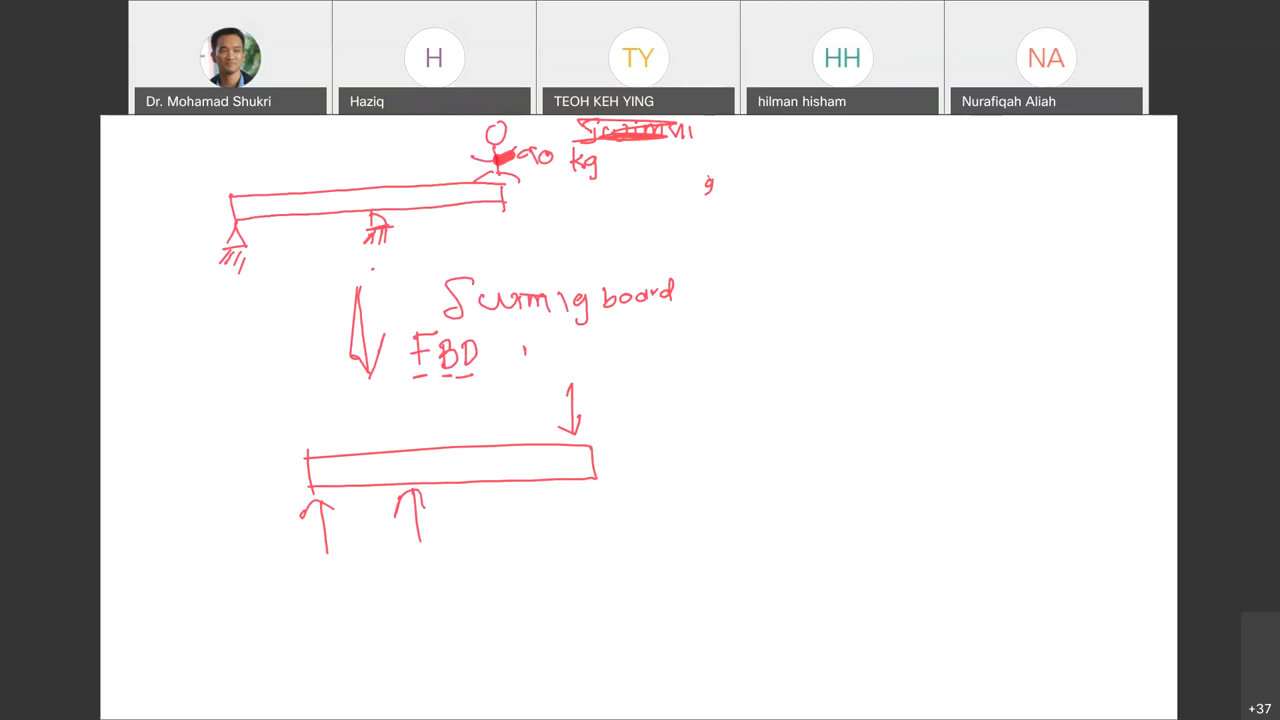 Dr. Mohamad Shukri
H
Haziq
TY
TEOH KEH YING
HH
hilman hisham
NA
Nurafiqah Aliah
90 kg
board
FBD
+37